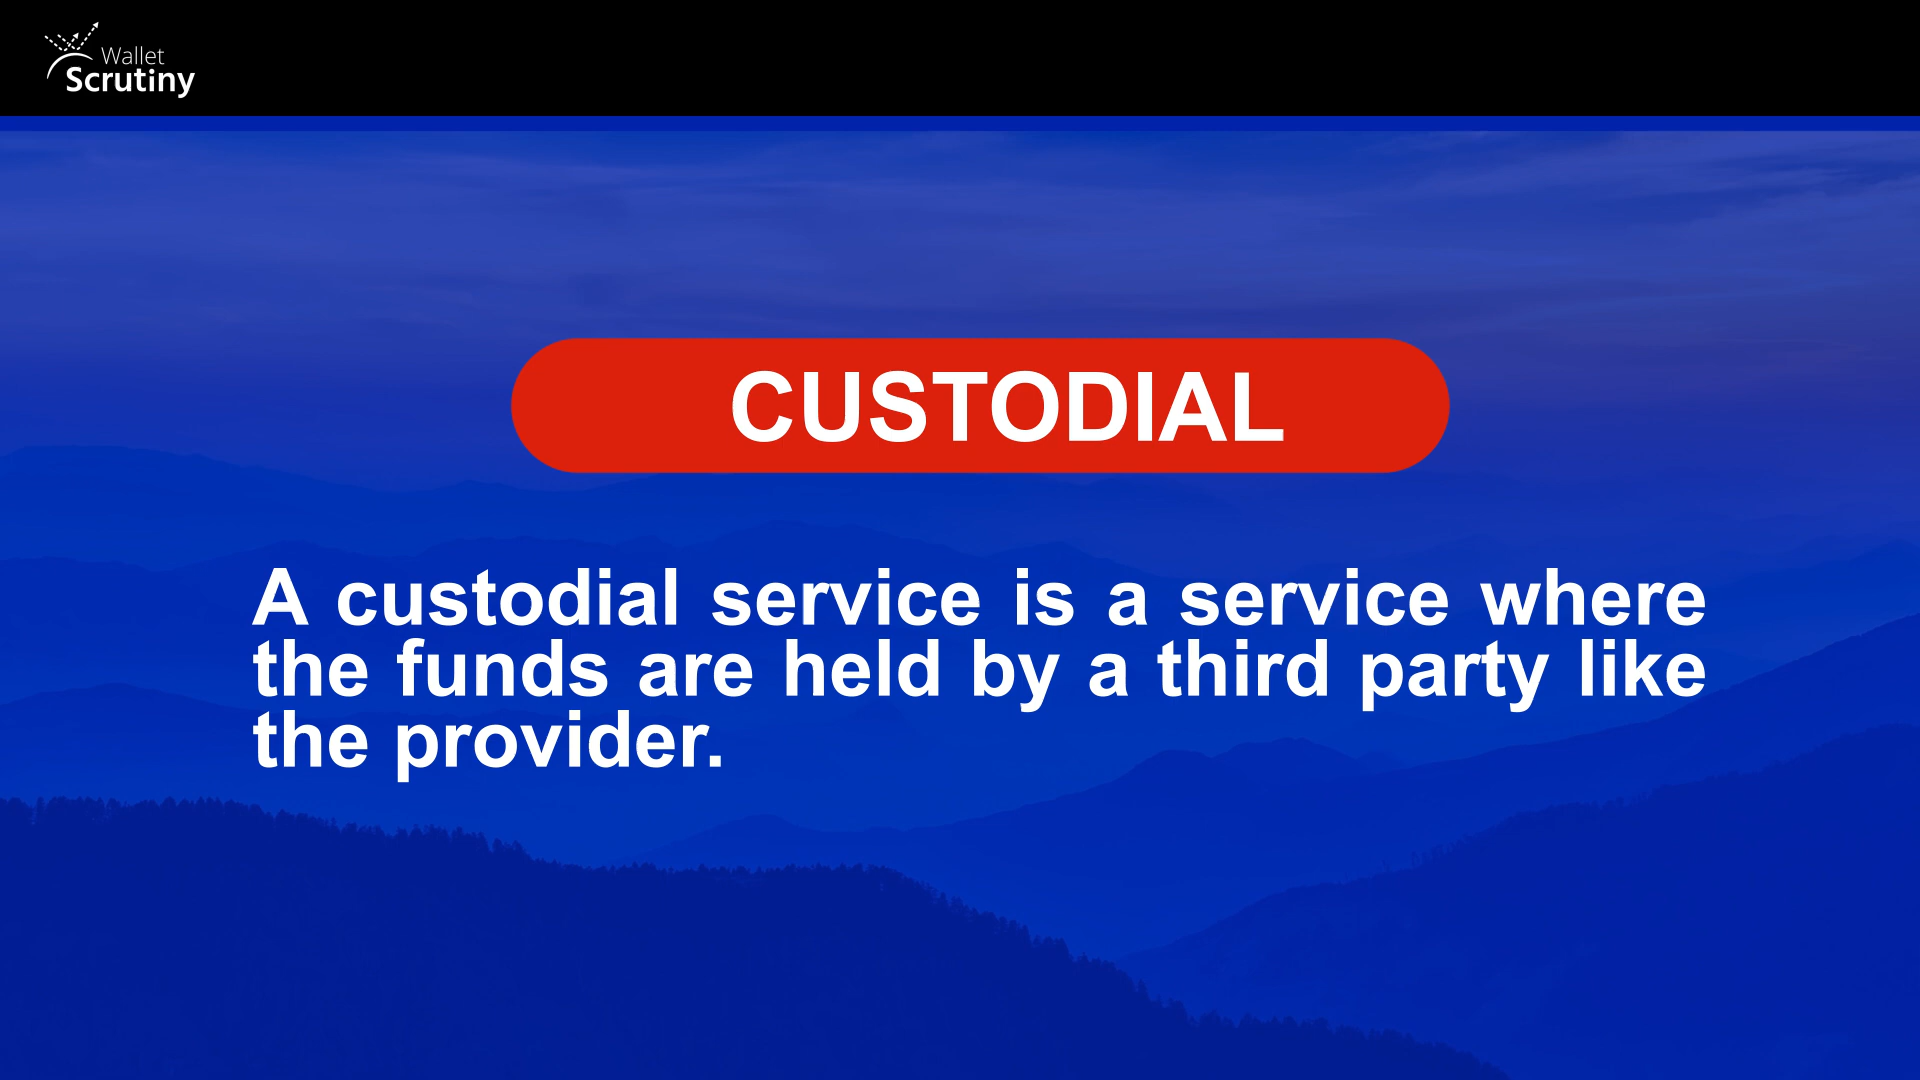 Wallet
Scrutiny
CUSTODIAL
A custodial service is a service where
the funds are held by a third party like
the provider.